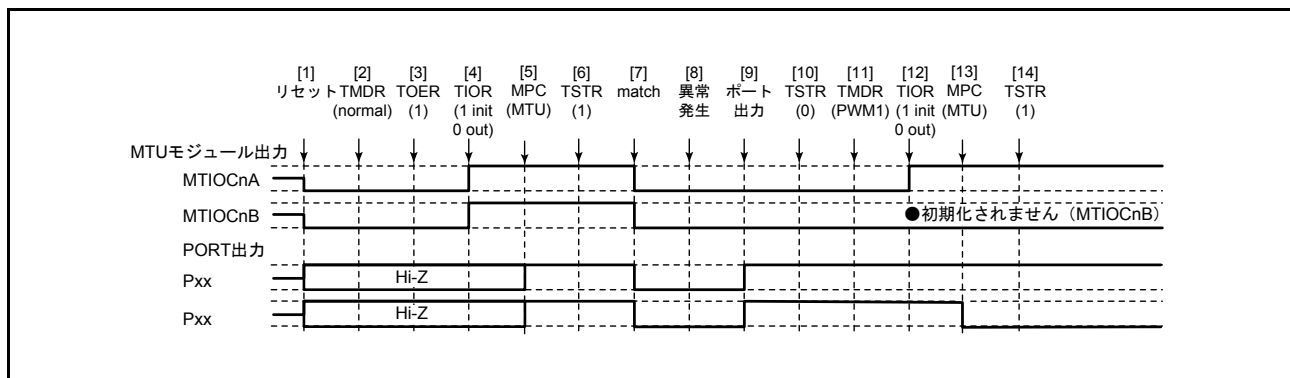 [1] [2] [3] [4] [5] [6] [7] [8] [9] [10] [11] [12] [13] [14]
リセット TMDR TOER TIOR MPC TSTR match 異常 ポート TSTR TMDR TIOR MPC TSTR
(normal) (1) (1 init (MTU) (1) 発生 出力 (0) (PWM1) (1 init (MTU) (1)
0 out) 0 out)
MTUモジュール出力
MTIOCnA
MTIOCnB ●初期化されません（MTIOCnB）
PORT出力
Pxx Hi-Z
Pxx Hi-Z